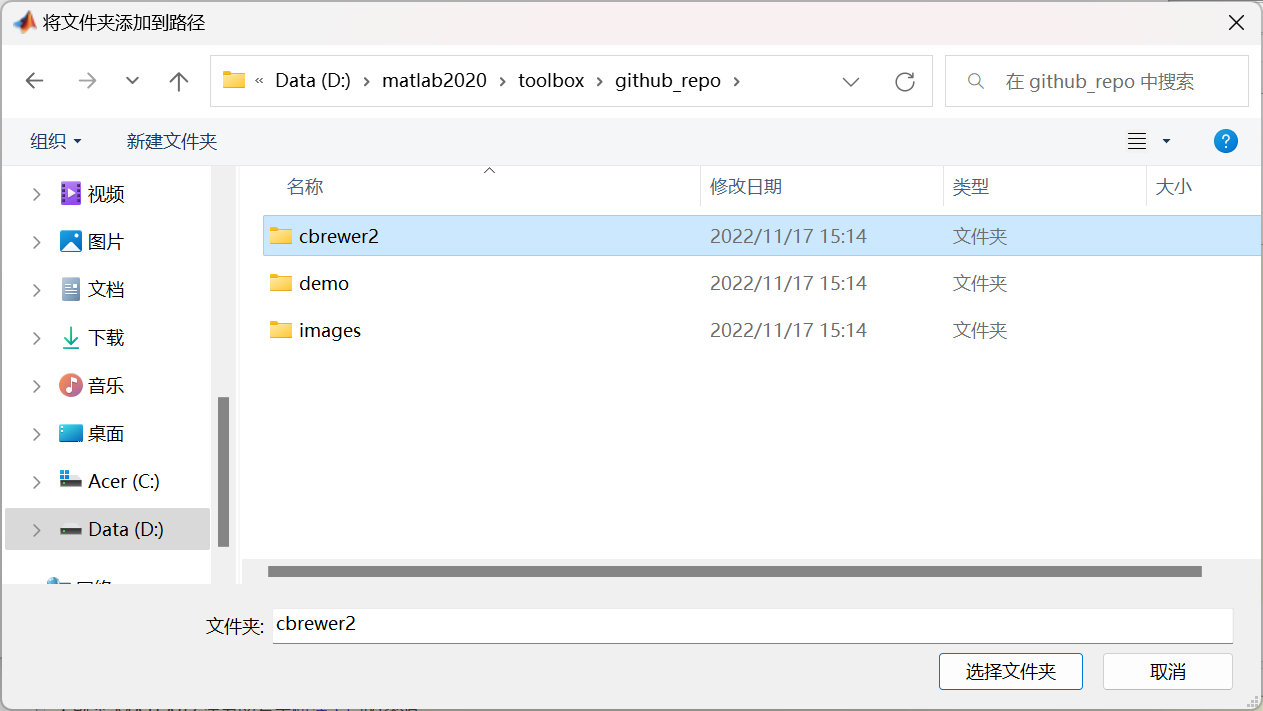 将文件夹添加到路径
« Data (D:) › matlab2020 › toolbox › github_repo ›
在 github_repo 中搜索
组织
新建文件夹
名称 修改日期 类型 大小
视频
图片
文档
下载
音乐
桌面
Acer (C:)
Data (D:)
cbrewer2 2022/11/17 15:14 文件夹
demo 2022/11/17 15:14 文件夹
images 2022/11/17 15:14 文件夹
文件夹: cbrewer2
选择文件夹 取消